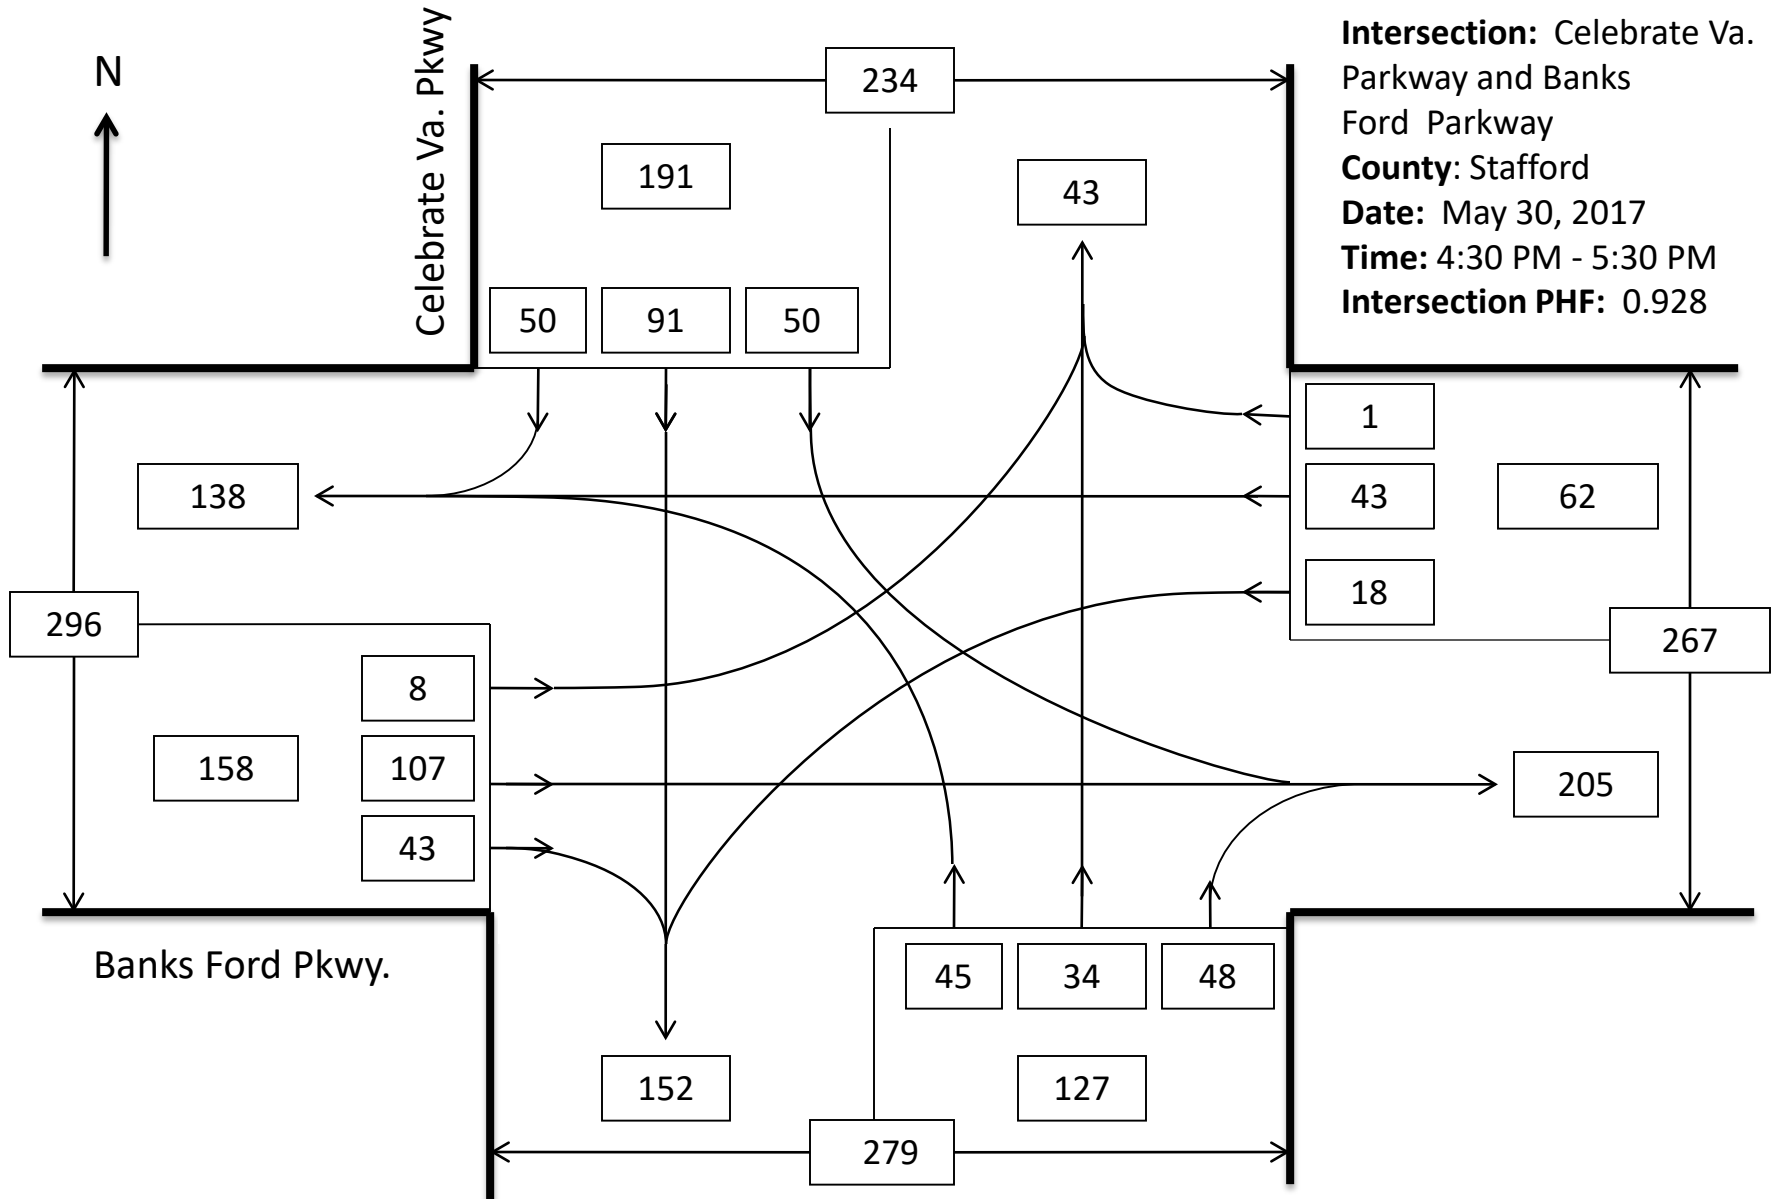 N
Celebrate Va. Pkwy
234
Intersection: Celebrate Va.
Parkway and Banks
Ford Parkway
County: Stafford
Date: May 30, 2017
Time: 4:30 PM - 5:30 PM
Intersection PHF: 0.928
191
43
50
91
50
1
138
43
62
18
296
267
8
158
107
205
43
Banks Ford Pkwy.
45
34
48
152
127
279